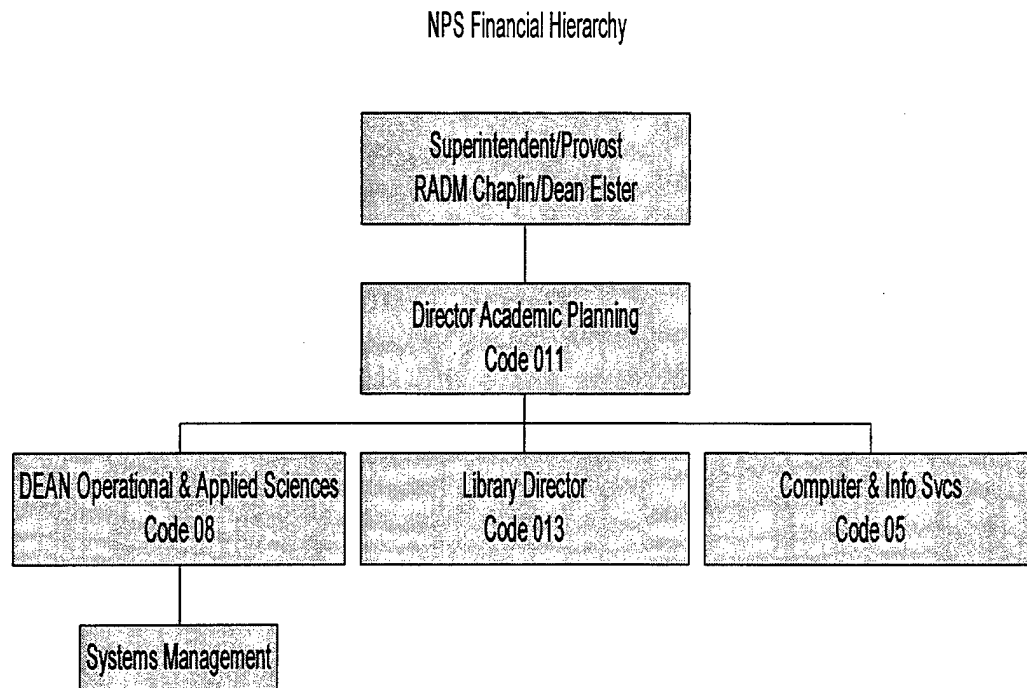 NPS Financial Hierarchy
Superintendent/Provost
RADM Chaplin/Dean Elster
Director Academic Planning
Code 011
DEAN Operational & Applied Sciences
Code 08
Library Director
Code 013
Computer & Info Svcs
Code 05
Systems Management